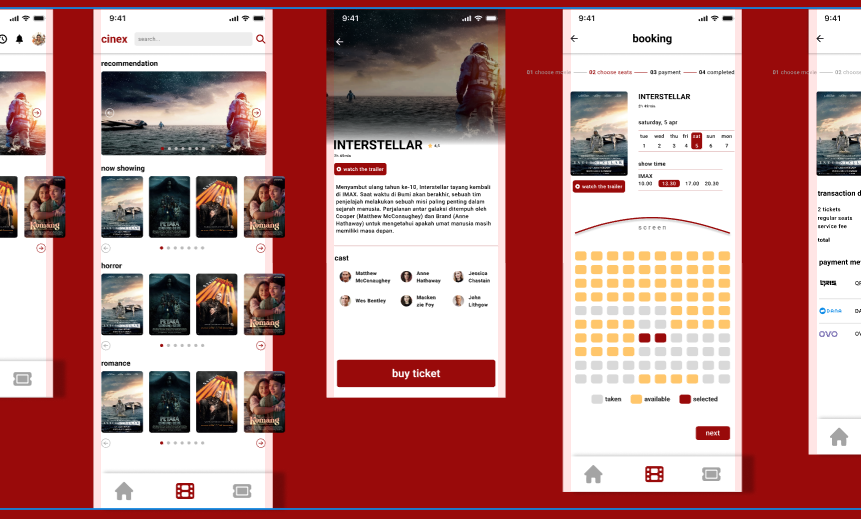 9:41
cinex
search...
recommendation
now showing
horror
romance
Komang
9:41
INTERSTELLAR
4,5
2h 49min
watch the trailer
Menyambut ulang tahun ke-10, Interstellar tayang kembali
di IMAX. Saat waktu di Bumi akan berakhir, sebuah tim
penjelajah melakukan sebuah misi paling penting dalam
sejarah manusia. Perjalanan antar galaksi ditempuh oleh
Cooper (Matthew McConnughey) dan Brand (Anne
Hathaway) untuk mengetahui apakah umat manusia masih
memiliki masa depan.
cast
Matthew
McConaughey
Anne
Hathaway
Jessica
Chastain
Wes Bentley
Macken
zie Foy
John
Lithgow
buy ticket
9:41
booking
01 choose movie
02 choose seats
03 payment
04 completed
INTERSTELLAR
2h 49min
saturday, 5 apr
tue wed thu fri sat sun mon
1 2 3 4 5 6 7
show time
IMAX
10.00 13.30 17.00 20.30
watch the trailer
screen
taken
available
selected
next
9:41
01 choose movie
02 choose
transaction d
2 tickets
regular seats
service fee
total
payment me
QRIS
DANA
OVO